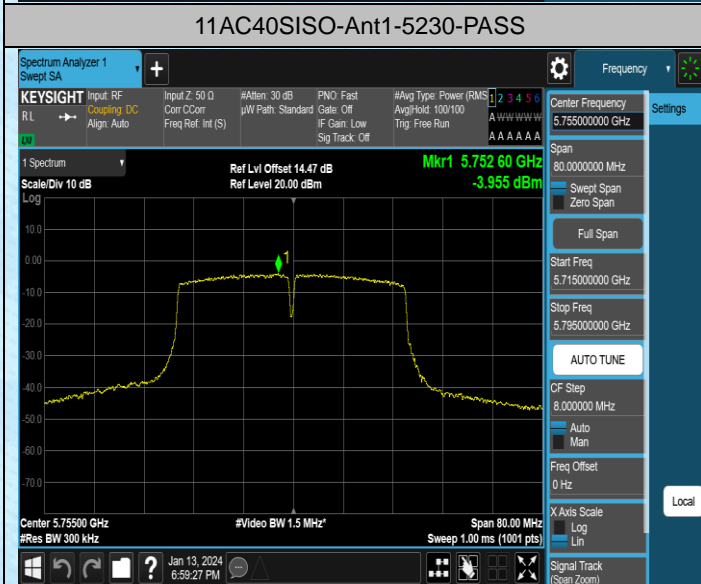 11AC40SISO-Ant1-5230-PASS
Spectrum Analyzer 1
Swept SA
Frequency
KEYSIGHT
RL
LXI
Input: RF
Coupling: DC
Align: Auto
Input Z: 50 Ω
Corr CCorr
Freq Ref: Int (S)
#Atten: 30 dB
µW Path: Standard
PNO: Fast
Gate: Off
IF Gain: Low
Sig Track: Off
#Avg Type: Power (RMS
Avg|Hold: 100/100
Trig: Free Run
1 2 3 4 5 6
A W W W W W
A A A A A A
Center Frequency
5.755000000 GHz
Settings
Span
80.0000000 MHz
Swept Span
Zero Span
Full Span
Start Freq
5.715000000 GHz
Stop Freq
5.795000000 GHz
AUTO TUNE
CF Step
8.000000 MHz
Auto
Man
Freq Offset
0 Hz
X Axis Scale
Log
Lin
Local
Signal Track
(Span Zoom)
1 Spectrum
Scale/Div 10 dB
Log
Ref Lvl Offset 14.47 dB
Ref Level 20.00 dBm
Mkr1 5.752 60 GHz
-3.955 dBm
10.0
1
0.00
-10.0
-20.0
-30.0
-40.0
-50.0
-60.0
-70.0
Center 5.75500 GHz
#Res BW 300 kHz
#Video BW 1.5 MHz*
Span 80.00 MHz
Sweep 1.00 ms (1001 pts)
?
Jan 13, 2024
6:59:27 PM